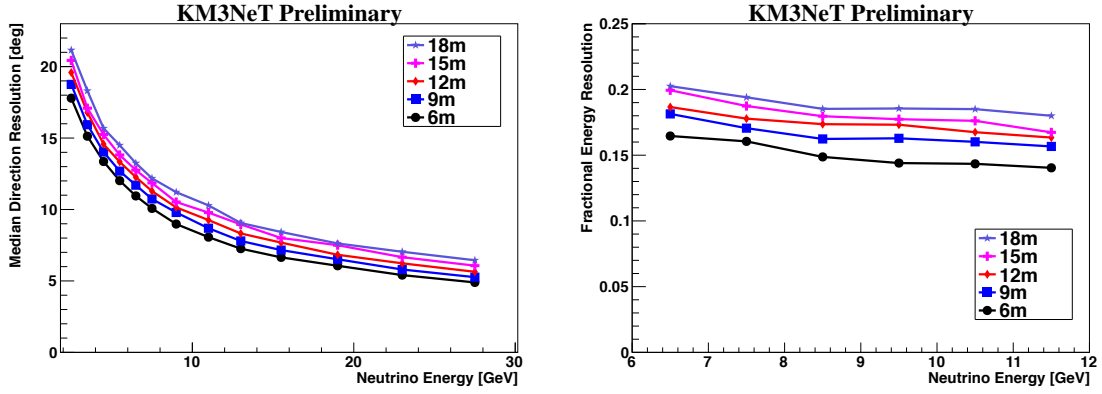 KM3NeT Preliminary
Median Direction Resolution [deg]
20
15
10
5
0
18m
15m
12m
9m
6m
10
20
30
Neutrino Energy [GeV]
KM3NeT Preliminary
Fractional Energy Resolution
0.25
0.2
0.15
0.1
0.05
0
18m
15m
12m
9m
6m
6
7
8
9
10
11
12
Neutrino Energy [GeV]